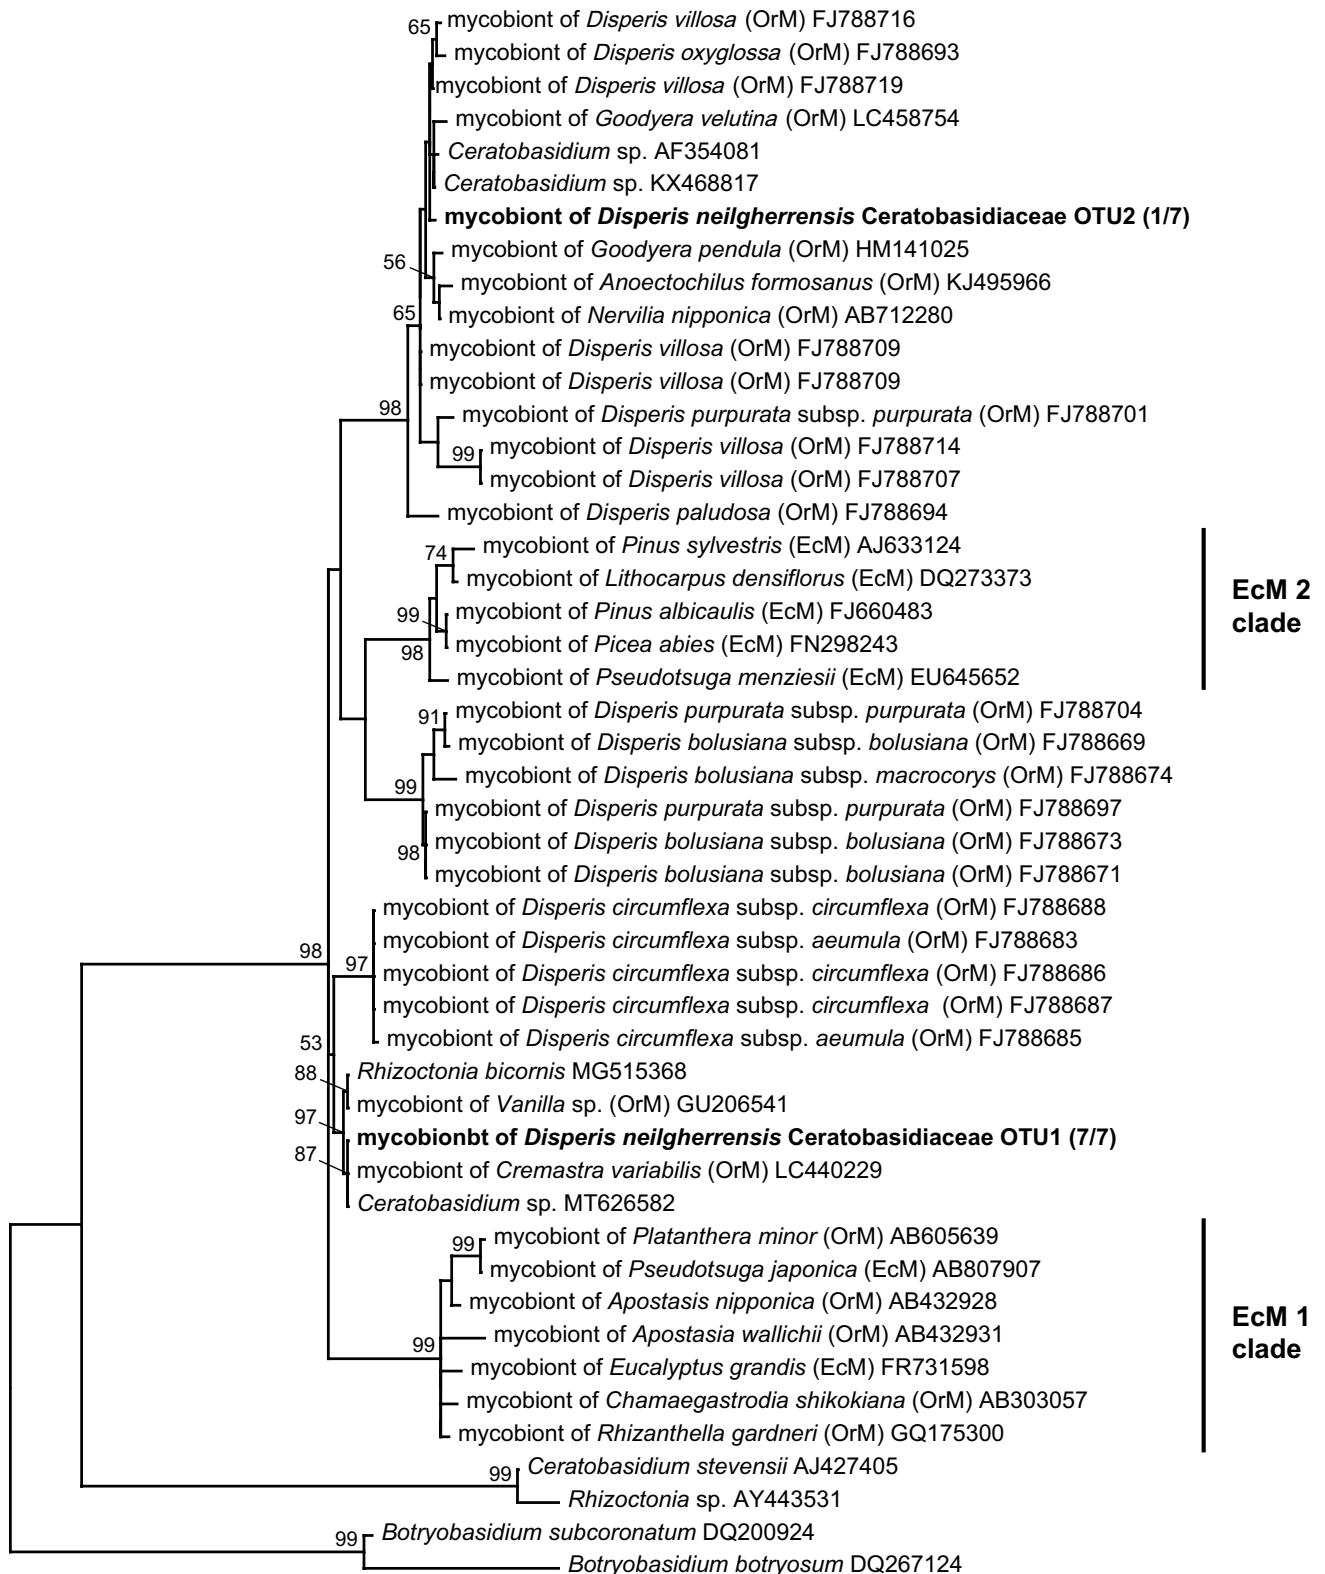 65
mycobiont of Disperis villosa (OrM) FJ788716
mycobiont of Disperis oxyglossa (OrM) FJ788693
mycobiont of Disperis villosa (OrM) FJ788719
mycobiont of Goodyera velutina (OrM) LC458754
Ceratobasidium sp. AF354081
Ceratobasidium sp. KX468817
mycobiont of Disperis neilgherrensis Ceratobasidiaceae OTU2 (1/7)
mycobiont of Goodyera pendula (OrM) HM141025
56
mycobiont of Anoectochilus formosanus (OrM) KJ495966
mycobiont of Nervilia nipponica (OrM) AB712280
65
mycobiont of Disperis villosa (OrM) FJ788709
mycobiont of Disperis villosa (OrM) FJ788709
98
mycobiont of Disperis purpurata subsp. purpurata (OrM) FJ788701
mycobiont of Disperis villosa (OrM) FJ788714
99
mycobiont of Disperis villosa (OrM) FJ788707
mycobiont of Disperis paludosa (OrM) FJ788694
mycobiont of Pinus sylvestris (EcM) AJ633124
74
mycobiont of Lithocarpus densiflorus (EcM) DQ273373
EcM 2
clade
mycobiont of Pinus albicaulis (EcM) FJ660483
99
mycobiont of Picea abies (EcM) FN298243
98
mycobiont of Pseudotsuga menziesii (EcM) EU645652
mycobiont of Disperis purpurata subsp. purpurata (OrM) FJ788704
91
mycobiont of Disperis bolusiana subsp. bolusiana (OrM) FJ788669
mycobiont of Disperis bolusiana subsp. macrocorys (OrM) FJ788674
99
mycobiont of Disperis purpurata subsp. purpurata (OrM) FJ788697
mycobiont of Disperis bolusiana subsp. bolusiana (OrM) FJ788673
98
mycobiont of Disperis bolusiana subsp. bolusiana (OrM) FJ788671
mycobiont of Disperis circumflexa subsp. circumflexa (OrM) FJ788688
mycobiont of Disperis circumflexa subsp. aeumula (OrM) FJ788683
98
97
mycobiont of Disperis circumflexa subsp. circumflexa (OrM) FJ788686
mycobiont of Disperis circumflexa subsp. circumflexa (OrM) FJ788687
mycobiont of Disperis circumflexa subsp. aeumula (OrM) FJ788685
53
Rhizoctonia bicornis MG515368
88
mycobiont of Vanilla sp. (OrM) GU206541
97
mycobionbt of Disperis neilgherrensis Ceratobasidiaceae OTU1 (7/7)
87
mycobiont of Cremastra variabilis (OrM) LC440229
Ceratobasidium sp. MT626582
mycobiont of Platanthera minor (OrM) AB605639
99
mycobiont of Pseudotsuga japonica (EcM) AB807907
mycobiont of Apostasis nipponica (OrM) AB432928
EcM 1
clade
mycobiont of Apostasia wallichii (OrM) AB432931
99
mycobiont of Eucalyptus grandis (EcM) FR731598
mycobiont of Chamaegastrodia shikokiana (OrM) AB303057
mycobiont of Rhizanthella gardneri (OrM) GQ175300
Ceratobasidium stevensii AJ427405
99
Rhizoctonia sp. AY443531
Botryobasidium subcoronatum DQ200924
99
Botryobasidium botryosum DQ267124